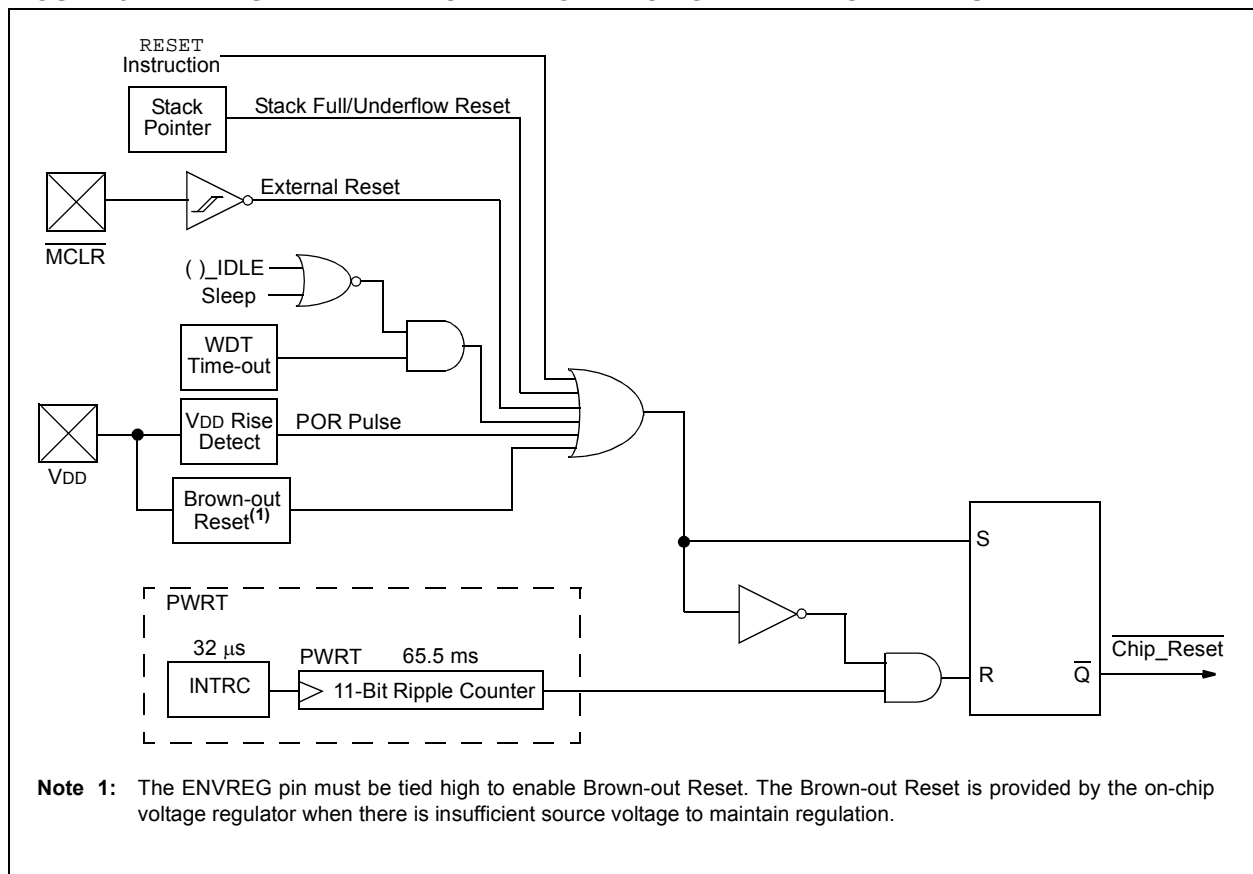 RESET
Instruction
Stack
Pointer
Stack Full/Underflow Reset
External Reset
MCLR
( )_IDLE
Sleep
WDT
Time-out
VDD Rise
Detect
POR Pulse
VDD
Brown-out
Reset(1)
PWRT
32 μs
INTRC
PWRT
65.5 ms
11-Bit Ripple Counter
S
R
Q
Chip_Reset
Note 1: The ENVREG pin must be tied high to enable Brown-out Reset. The Brown-out Reset is provided by the on-chip
voltage regulator when there is insufficient source voltage to maintain regulation.